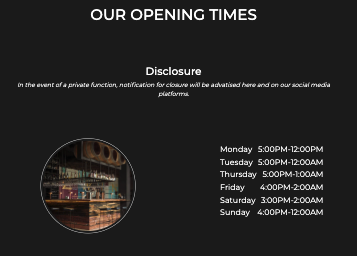 OUR OPENING TIMES
Disclosure
In the event of a private function, notification for closure will be advatised here and on our social media
platforms.
Monday 5:00PM-12:00PM
Tuesday 5:00PM-12:00AM
Thursday 5:00PM-1:00AM
Friday 4:00PM-2:00AM
Saturday 3:00PM-2:00AM
Sunday 4:00PM-12:00AM